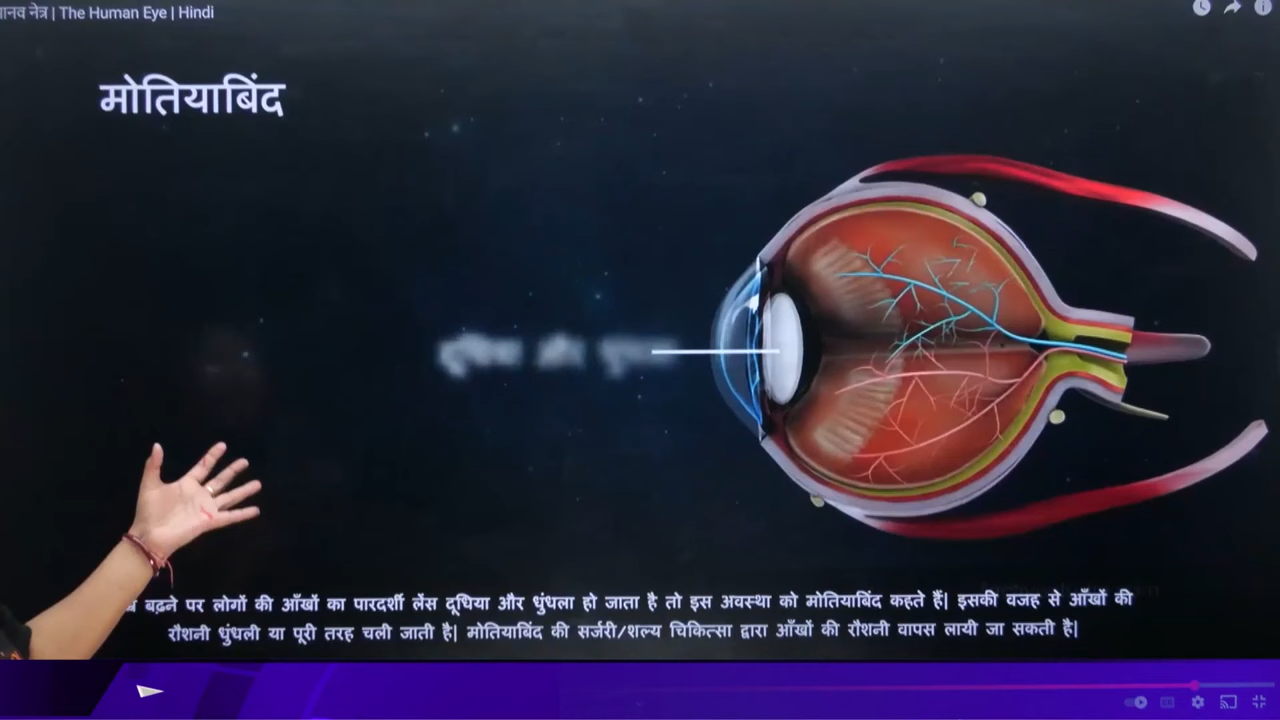 मानव नेत्र | The Human Eye | Hindi
मोतियाबिंद
बढ़ने पर लोगों की आँखों का पारदर्शी लेंस दूधिया और धुंधला हो जाता है तो इस अवस्था को मोतियाबिंद कहते हैं| इसकी वजह से आँखों की
रौशनी धुंधली या पूरी तरह चली जाती है| मोतियाबिंद की सर्जरी/शल्य चिकित्सा द्वारा आँखों की रौशनी वापस लायी जा सकती है|